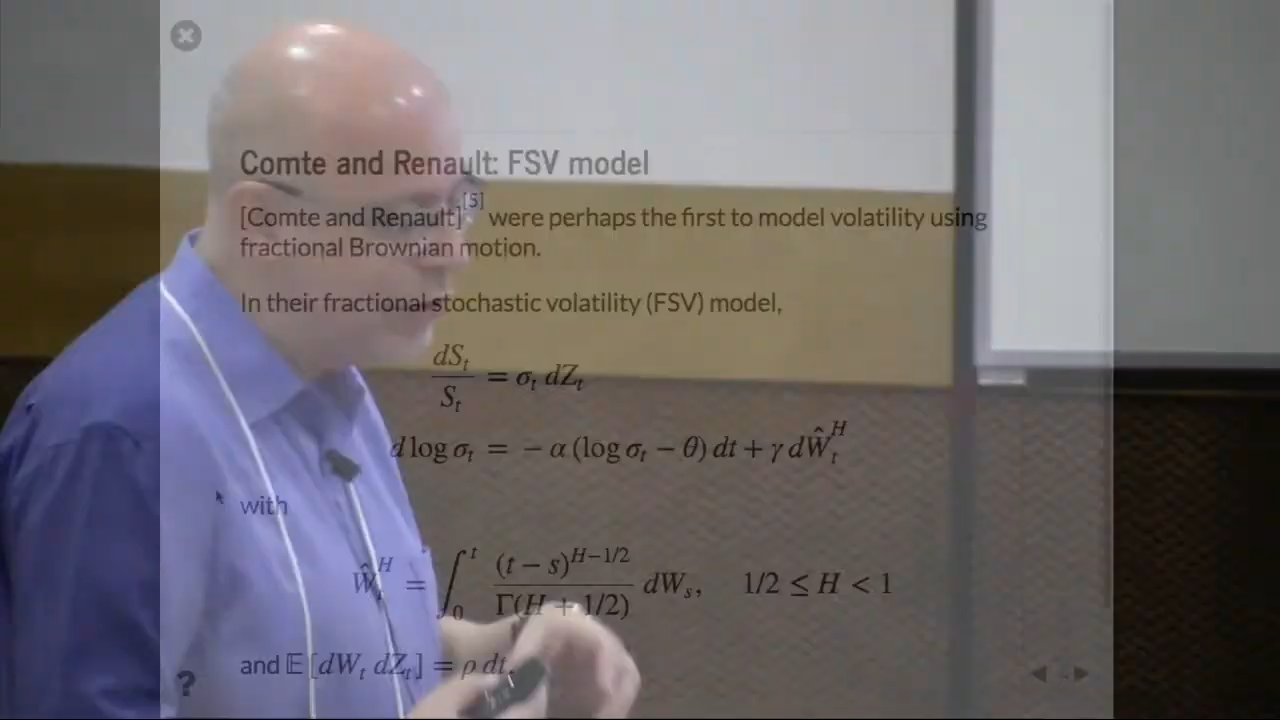 Comte and Renault: FSV model
[Comte and Renault][5] were perhaps the first to model volatility using
fractional Brownian motion.
In their fractional stochastic volatility (FSV) model,
dS_t / S_t = σ_t dZ_t
d log σ_t = − α (log σ_t − θ) dt + γ dŴ_t^H
with
Ŵ_t^H = ∫_0^t (t − s)^{H−1/2} / Γ(H + 1/2) dW_s, 1/2 ≤ H < 1
and 𝔼 [dW_t dZ_t] = ρ dt.
?